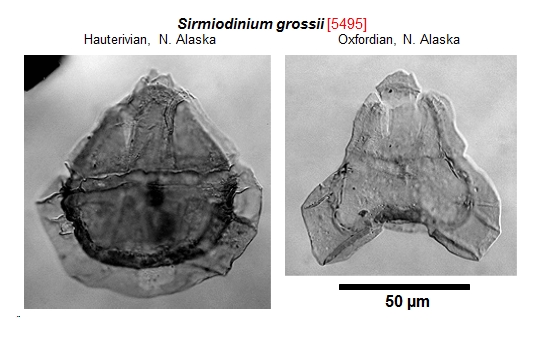 Sirmiodinium grossii [5495]
Hauterivian, N. Alaska
Oxfordian, N. Alaska
50 µm